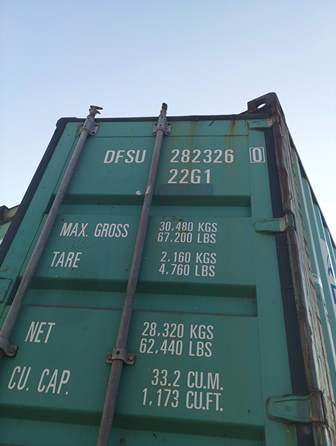 DFSU 282326 0
22G1
MAX. GROSS 30,480 KGS
67,200 LBS
TARE 2,160 KGS
4,760 LBS
NET 28,320 KGS
62,440 LBS
CU. CAP. 33.2 CU.M.
1,173 CU.FT.